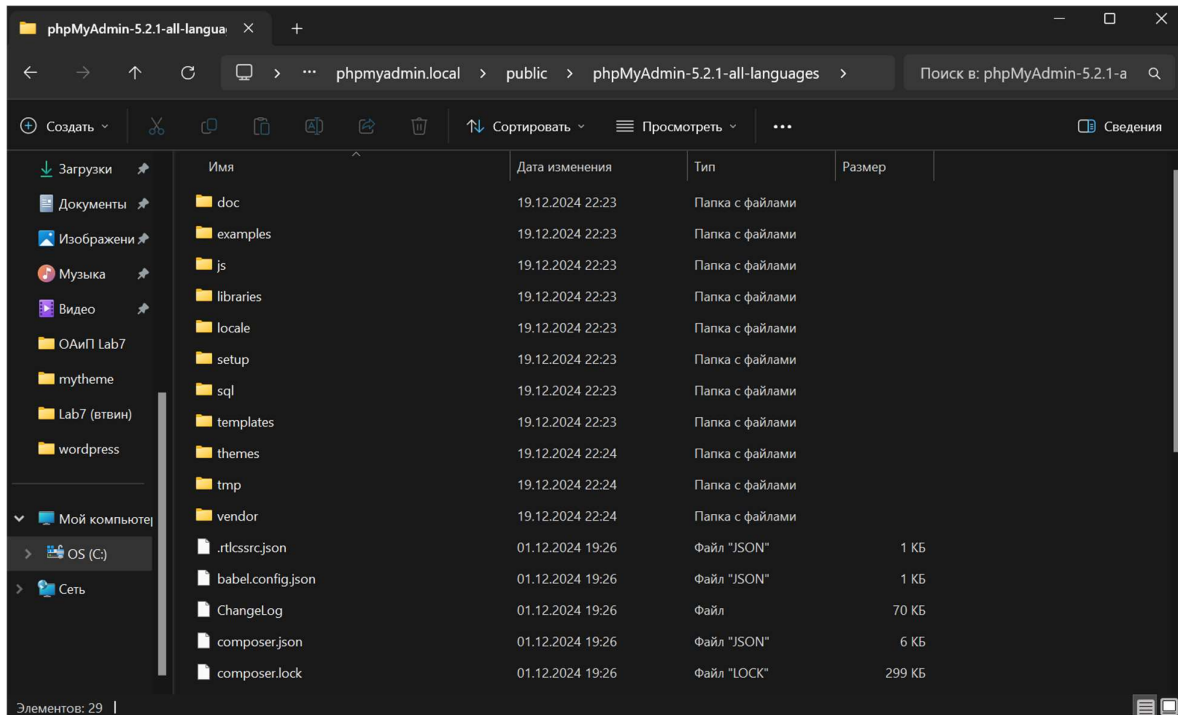 phpMyAdmin-5.2.1-all-langua
phpmyadmin.local > public > phpMyAdmin-5.2.1-all-languages >
Поиск в: phpMyAdmin-5.2.1-a
Создать
Сортировать
Просмотреть
Сведения
Загрузки
Документы
Изображени
Музыка
Видео
ОАиП Lab7
mytheme
Lab7 (втвин)
wordpress
Мой компьютер
OS (C:)
Сеть
Имя Дата изменения Тип Размер
doc 19.12.2024 22:23 Папка с файлами
examples 19.12.2024 22:23 Папка с файлами
js 19.12.2024 22:23 Папка с файлами
libraries 19.12.2024 22:23 Папка с файлами
locale 19.12.2024 22:23 Папка с файлами
setup 19.12.2024 22:23 Папка с файлами
sql 19.12.2024 22:23 Папка с файлами
templates 19.12.2024 22:23 Папка с файлами
themes 19.12.2024 22:24 Папка с файлами
tmp 19.12.2024 22:24 Папка с файлами
vendor 19.12.2024 22:24 Папка с файлами
.rtlcssrc.json 01.12.2024 19:26 Файл "JSON" 1 КБ
babel.config.json 01.12.2024 19:26 Файл "JSON" 1 КБ
ChangeLog 01.12.2024 19:26 Файл 70 КБ
composer.json 01.12.2024 19:26 Файл "JSON" 6 КБ
composer.lock 01.12.2024 19:26 Файл "LOCK" 299 КБ
Элементов: 29